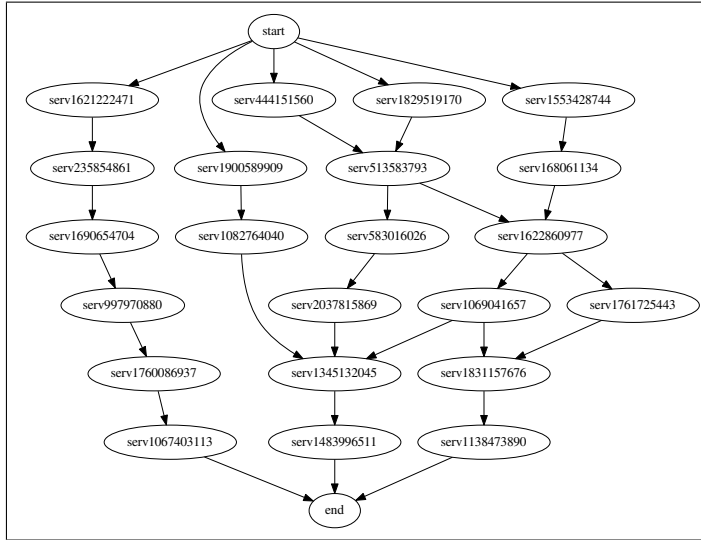 start
serv1621222471
serv444151560
serv1829519170
serv1553428744
serv235854861
serv1900589909
serv513583793
serv168061134
serv1690654704
serv1082764040
serv583016026
serv1622860977
serv997970880
serv2037815869
serv1069041657
serv1761725443
serv1760086937
serv1345132045
serv1831157676
serv1067403113
serv1483996511
serv1138473890
end